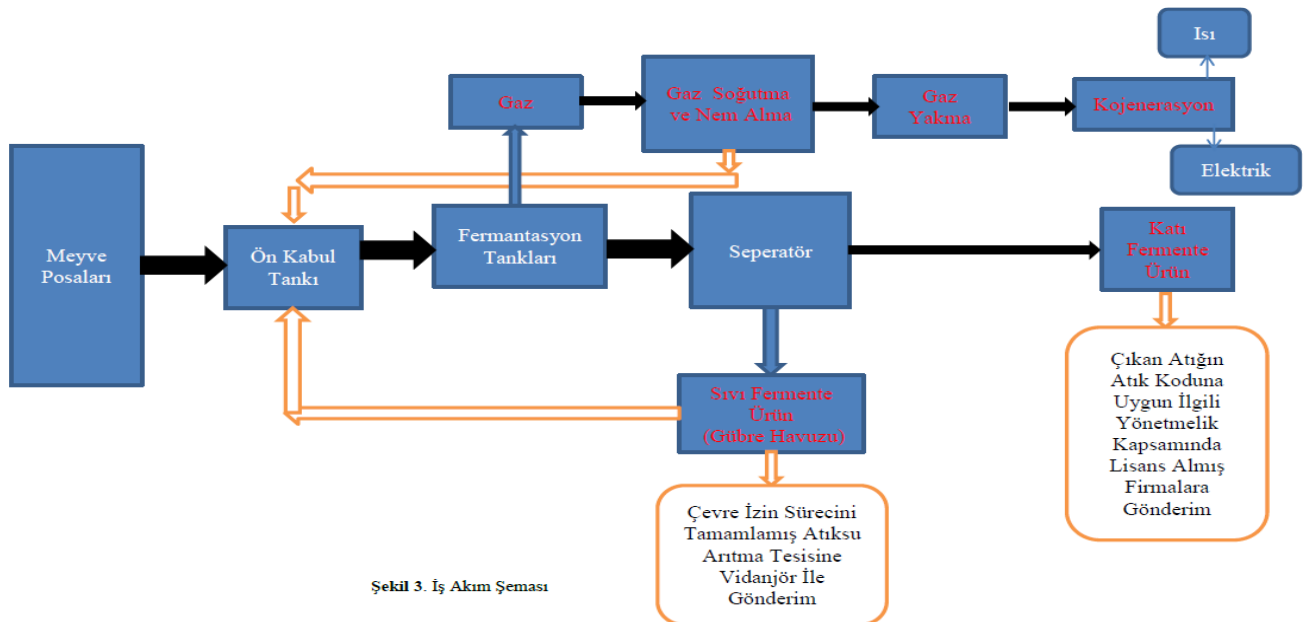 Isı
Gaz
Gaz Soğutma
ve Nem Alma
Gaz
Yakma
Kojenerasyon
Elektrik
Meyve
Posaları
Ön Kabul
Tankı
Fermantasyon
Tankları
Seperatör
Katı
Fermente
Ürün
Sıvı Fermente
Ürün
(Gübre Havuzu)
Çıkan Atığın
Atık Koduna
Uygun İlgili
Yönetmelik
Kapsamında
Lisans Almış
Firmalara
Gönderim
Çevre İzin Sürecini
Tamamlamış Atıksu
Arıtma Tesisine
Vidanjör İle
Gönderim
Şekil 3. İş Akım Şeması